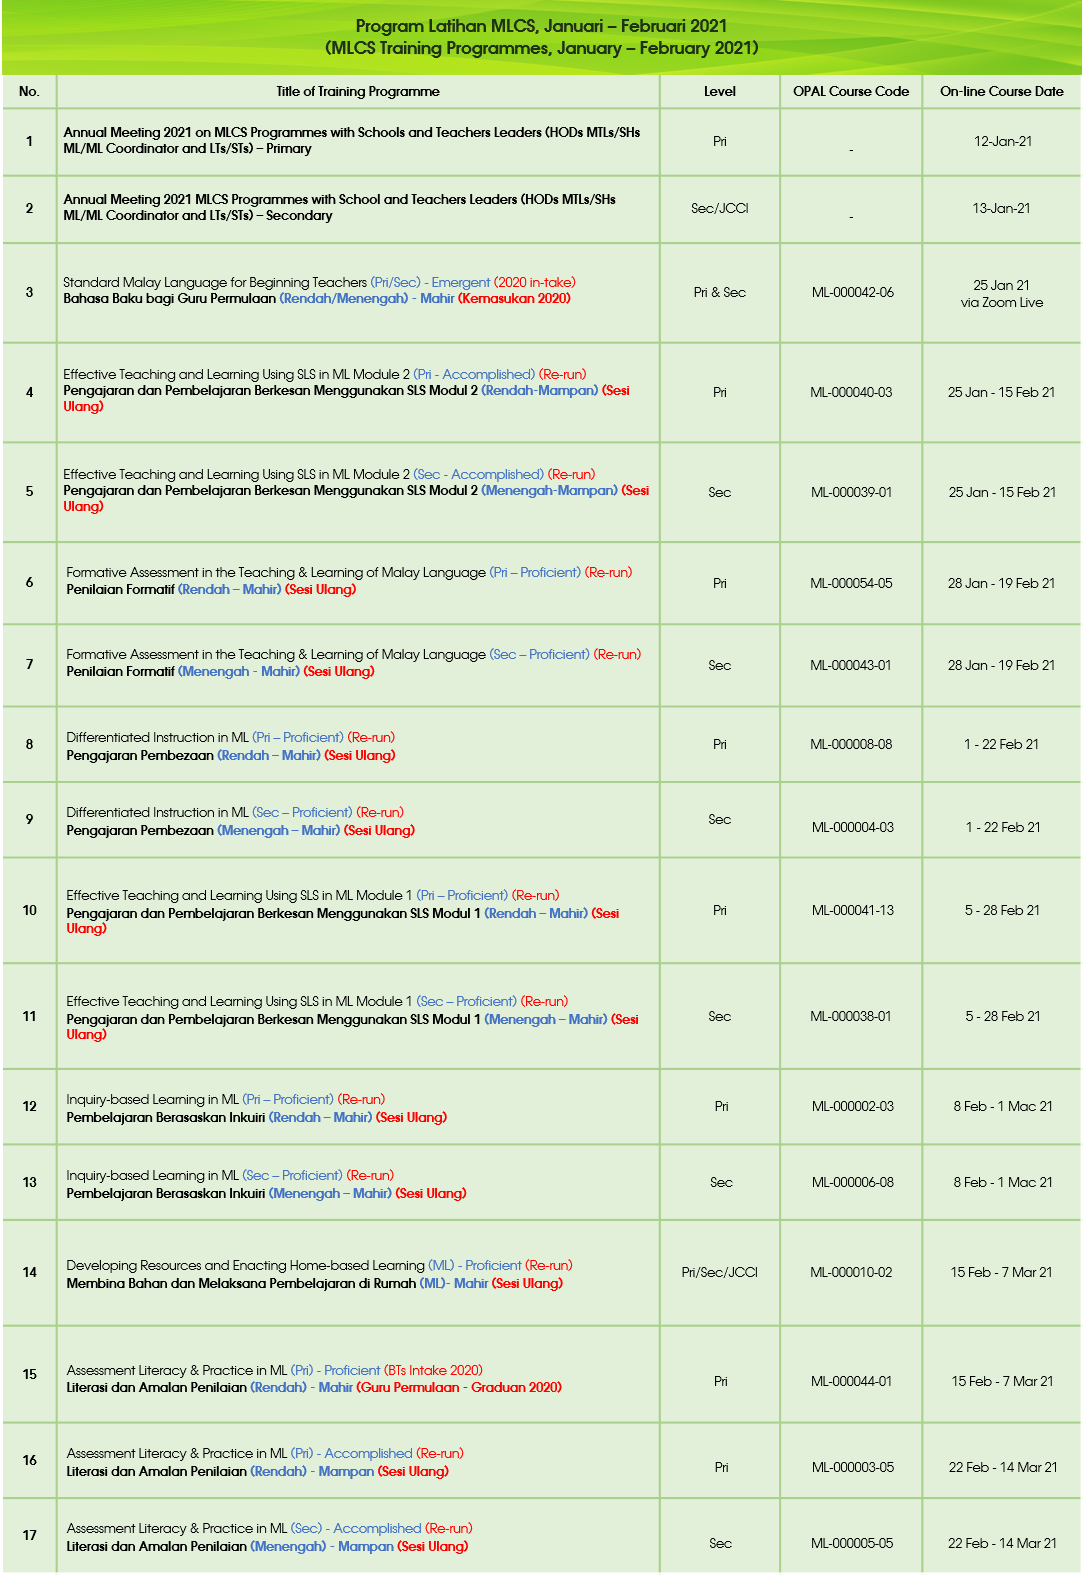 Program Latihan MLCS, Januari – Februari 2021
(MLCS Training Programmes, January – February 2021)
No.
Title of Training Programme
Level
OPAL Course Code
On-line Course Date
1
Annual Meeting 2021 on MLCS Programmes with Schools and Teachers Leaders (HODs MTLs/SHs
ML/ML Coordinator and LTs/STs) – Primary
Pri
-
12-Jan-21
2
Annual Meeting 2021 MLCS Programmes with School and Teachers Leaders (HODs MTLs/SHs
ML/ML Coordinator and LTs/STs) – Secondary
Sec/JCCI
-
13-Jan-21
3
Standard Malay Language for Beginning Teachers (Pri/Sec) - Emergent (2020 in-take)
Bahasa Baku bagi Guru Permulaan (Rendah/Menengah) - Mahir (Kemasukan 2020)
Pri & Sec
ML-000042-06
25 Jan 21
via Zoom Live
4
Effective Teaching and Learning Using SLS in ML Module 2 (Pri - Accomplished) (Re-run)
Pengajaran dan Pembelajaran Berkesan Menggunakan SLS Modul 2 (Rendah-Mampan) (Sesi
Ulang)
Pri
ML-000040-03
25 Jan - 15 Feb 21
5
Effective Teaching and Learning Using SLS in ML Module 2 (Sec - Accomplished) (Re-run)
Pengajaran dan Pembelajaran Berkesan Menggunakan SLS Modul 2 (Menengah-Mampan) (Sesi
Ulang)
Sec
ML-000039-01
25 Jan - 15 Feb 21
6
Formative Assessment in the Teaching & Learning of Malay Language (Pri – Proficient) (Re-run)
Penilaian Formatif (Rendah – Mahir) (Sesi Ulang)
Pri
ML-000054-05
28 Jan - 19 Feb 21
7
Formative Assessment in the Teaching & Learning of Malay Language (Sec – Proficient) (Re-run)
Penilaian Formatif (Menengah - Mahir) (Sesi Ulang)
Sec
ML-000043-01
28 Jan - 19 Feb 21
8
Differentiated Instruction in ML (Pri – Proficient) (Re-run)
Pengajaran Pembezaan (Rendah – Mahir) (Sesi Ulang)
Pri
ML-000008-08
1 - 22 Feb 21
9
Differentiated Instruction in ML (Sec – Proficient) (Re-run)
Pengajaran Pembezaan (Menengah – Mahir) (Sesi Ulang)
Sec
ML-000004-03
1 - 22 Feb 21
10
Effective Teaching and Learning Using SLS in ML Module 1 (Pri – Proficient) (Re-run)
Pengajaran dan Pembelajaran Berkesan Menggunakan SLS Modul 1 (Rendah – Mahir) (Sesi
Ulang)
Pri
ML-000041-13
5 - 28 Feb 21
11
Effective Teaching and Learning Using SLS in ML Module 1 (Sec – Proficient) (Re-run)
Pengajaran dan Pembelajaran Berkesan Menggunakan SLS Modul 1 (Menengah – Mahir) (Sesi
Ulang)
Sec
ML-000038-01
5 - 28 Feb 21
12
Inquiry-based Learning in ML (Pri – Proficient) (Re-run)
Pembelajaran Berasaskan Inkuiri (Rendah – Mahir) (Sesi Ulang)
Pri
ML-000002-03
8 Feb - 1 Mac 21
13
Inquiry-based Learning in ML (Sec – Proficient) (Re-run)
Pembelajaran Berasaskan Inkuiri (Menengah – Mahir) (Sesi Ulang)
Sec
ML-000006-08
8 Feb - 1 Mac 21
14
Developing Resources and Enacting Home-based Learning (ML) - Proficient (Re-run)
Membina Bahan dan Melaksana Pembelajaran di Rumah (ML)- Mahir (Sesi Ulang)
Pri/Sec/JCCI
ML-000010-02
15 Feb - 7 Mar 21
15
Assessment Literacy & Practice in ML (Pri) - Proficient (BTs Intake 2020)
Literasi dan Amalan Penilaian (Rendah) - Mahir (Guru Permulaan - Graduan 2020)
Pri
ML-000044-01
15 Feb - 7 Mar 21
16
Assessment Literacy & Practice in ML (Pri) - Accomplished (Re-run)
Literasi dan Amalan Penilaian (Rendah) - Mampan (Sesi Ulang)
Pri
ML-000003-05
22 Feb - 14 Mar 21
17
Assessment Literacy & Practice in ML (Sec) - Accomplished (Re-run)
Literasi dan Amalan Penilaian (Menengah) - Mampan (Sesi Ulang)
Sec
ML-000005-05
22 Feb - 14 Mar 21